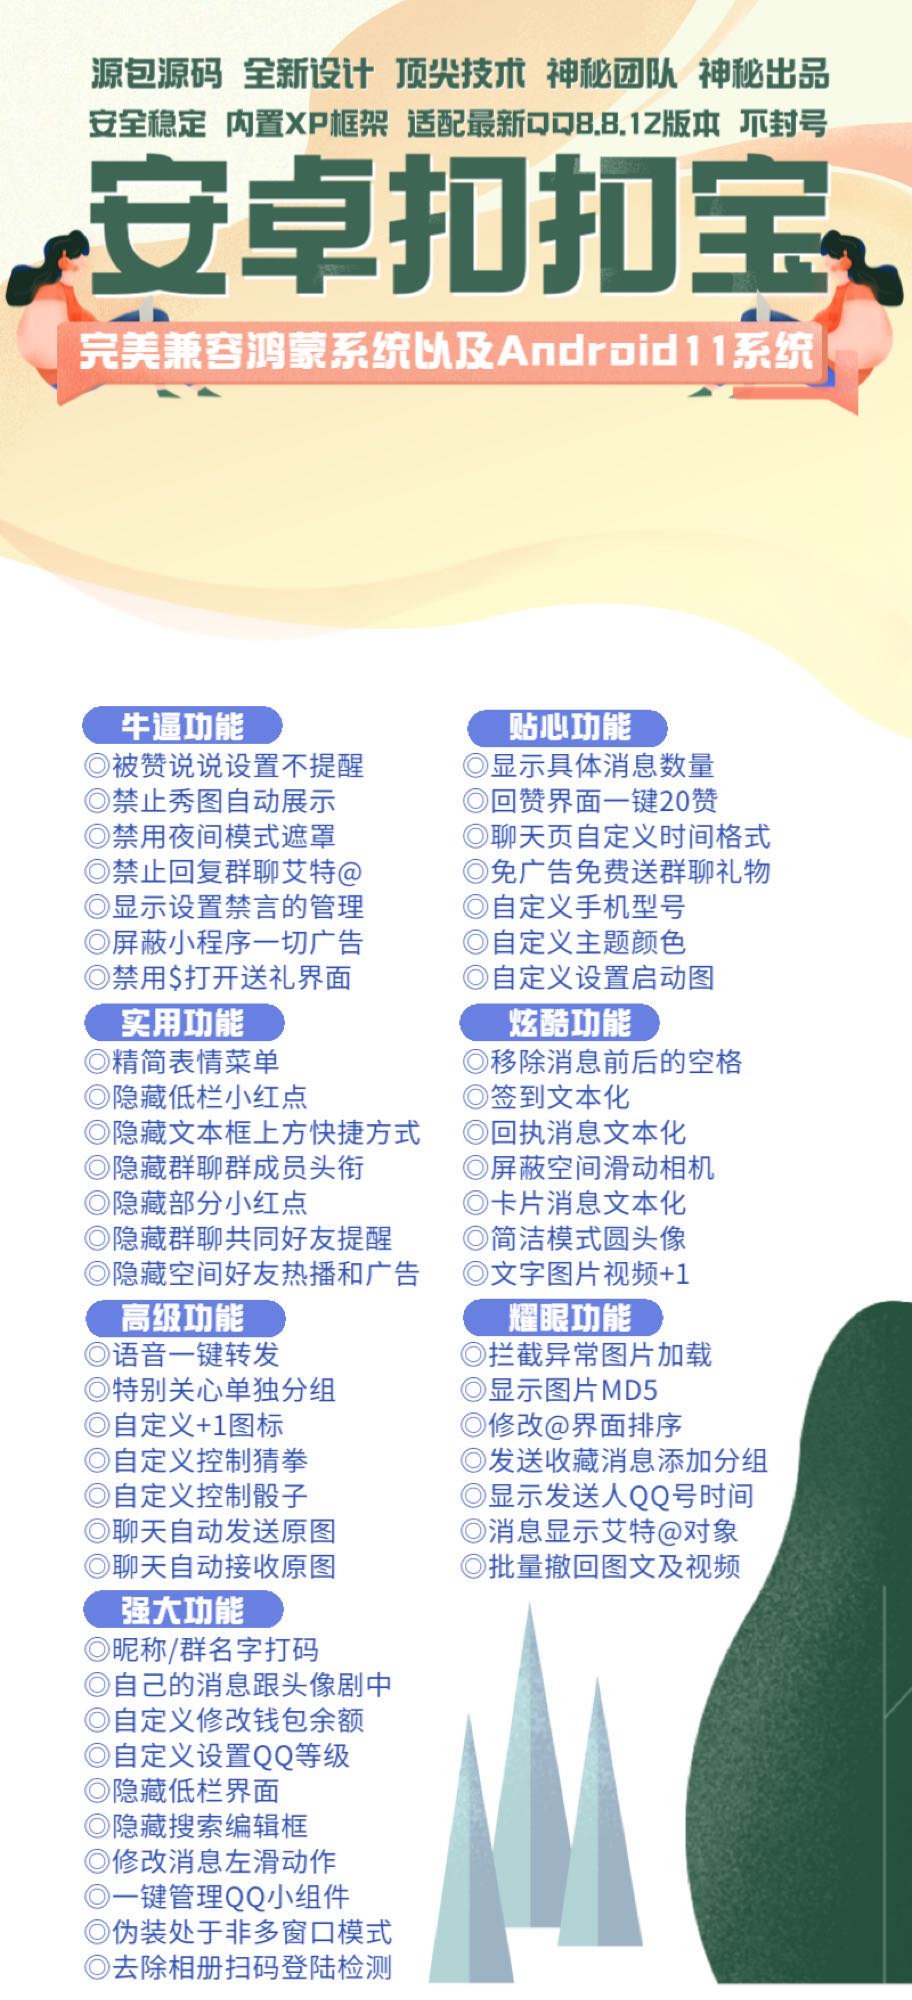 源包源码 全新设计 顶尖技术 神秘团队 神秘出品
安全稳定 内置XP框架 适配最新QQ8.8.12版本 不封号
安卓扣扣宝
完美兼容鸿蒙系统以及Android11系统
牛逼功能
◎被赞说说设置不提醒
◎禁止秀图自动展示
◎禁用夜间模式遮罩
◎禁止回复群聊艾特@
◎显示设置禁言的管理
◎屏蔽小程序一切广告
◎禁用$打开送礼界面
贴心功能
◎显示具体消息数量
◎回赞界面一键20赞
◎聊天页自定义时间格式
◎免广告免费送群聊礼物
◎自定义手机型号
◎自定义主题颜色
◎自定义设置启动图
实用功能
◎精简表情菜单
◎隐藏低栏小红点
◎隐藏文本框上方快捷方式
◎隐藏群聊群成员头衔
◎隐藏部分小红点
◎隐藏群聊共同好友提醒
◎隐藏空间好友热播和广告
炫酷功能
◎移除消息前后的空格
◎签到文本化
◎回执消息文本化
◎屏蔽空间滑动相机
◎卡片消息文本化
◎简洁模式圆头像
◎文字图片视频+1
高级功能
◎语音一键转发
◎特别关心单独分组
◎自定义+1图标
◎自定义控制猜拳
◎自定义控制骰子
◎聊天自动发送原图
◎聊天自动接收原图
耀眼功能
◎拦截异常图片加载
◎显示图片MD5
◎修改@界面排序
◎发送收藏消息添加分组
◎显示发送人QQ号时间
◎消息显示艾特@对象
◎批量撤回图文及视频
强大功能
◎昵称/群名字打码
◎自己的消息跟头像剧中
◎自定义修改钱包余额
◎自定义设置QQ等级
◎隐藏低栏界面
◎隐藏搜索编辑框
◎修改消息左滑动作
◎一键管理QQ小组件
◎伪装处于非多窗口模式
◎去除相册扫码登陆检测